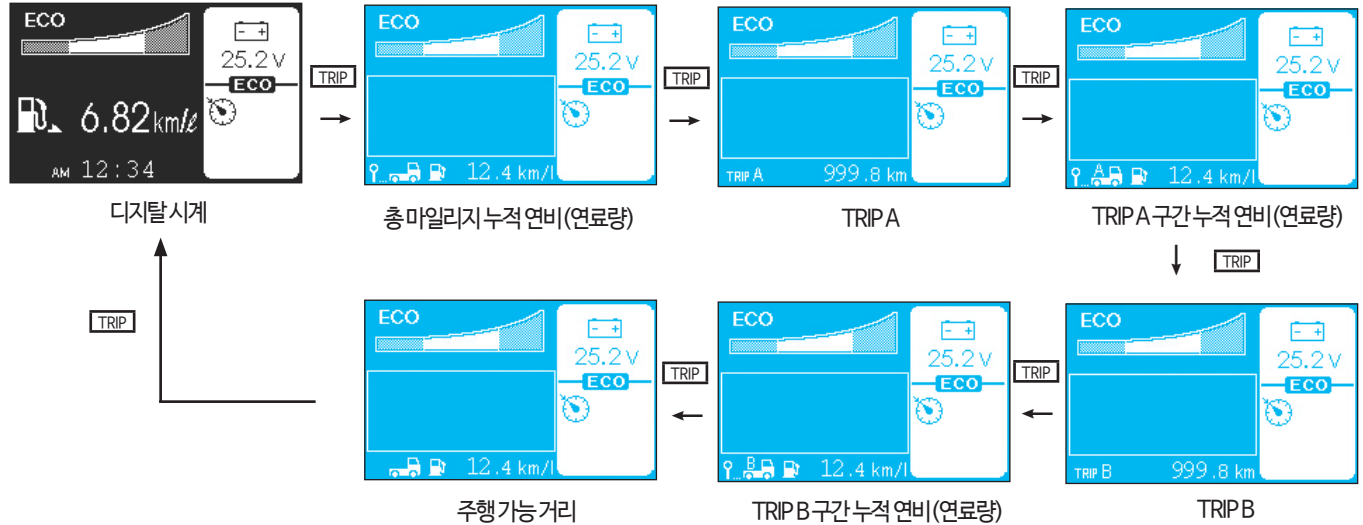 ECO
25.2 v
ECO
6.82 km/ℓ
AM 12:34
디지탈 시계
TRIP
ECO
25.2 v
ECO
12.4 km/l
총 마일리지 누적 연비 (연료량)
TRIP
ECO
25.2 v
ECO
TRIP A 999.8 km
TRIP A
TRIP
ECO
25.2 v
ECO
A
12.4 km/l
TRIP A 구간 누적 연비 (연료량)
TRIP
ECO
25.2 v
ECO
TRIP B 999.8 km
TRIP B
TRIP
ECO
25.2 v
ECO
B
12.4 km/l
TRIP B 구간 누적 연비 (연료량)
TRIP
ECO
25.2 v
ECO
12.4 km/l
주행 가능 거리
TRIP